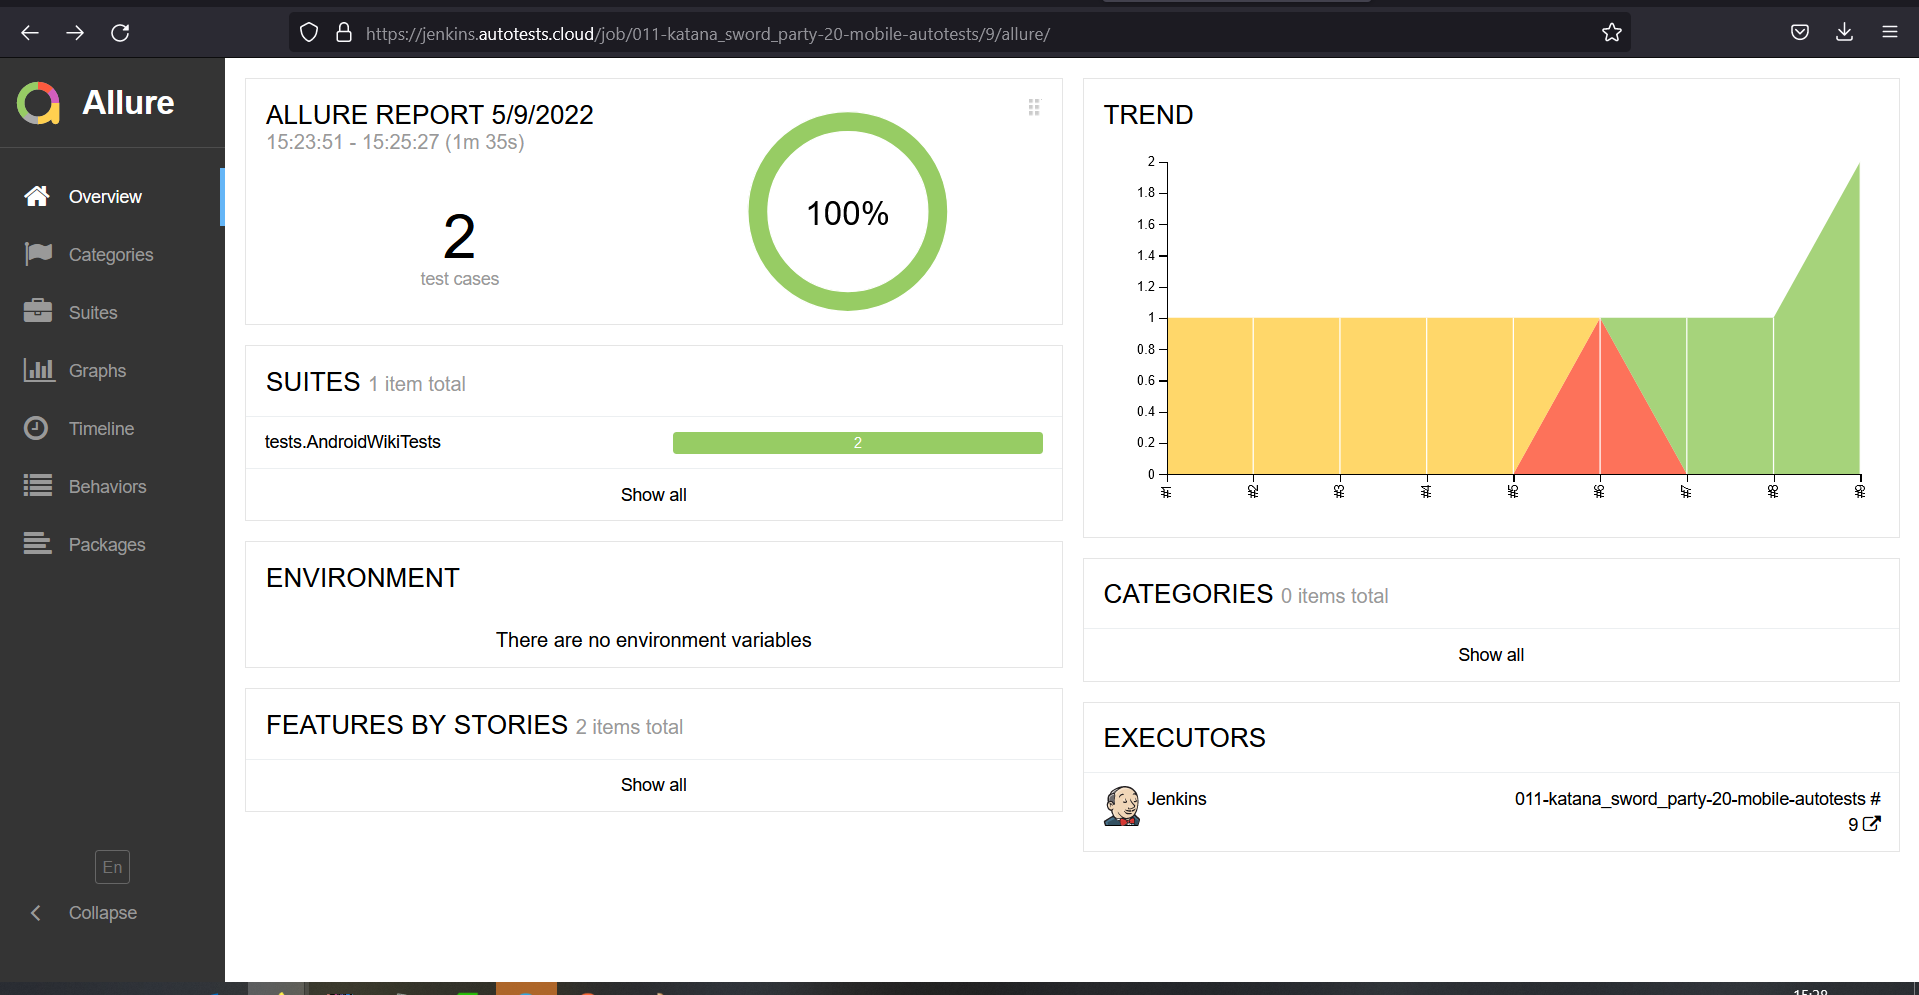 https://jenkins.autotests.cloud/job/011-katana_sword_party-20-mobile-autotests/9/allure/
Allure
Overview
Categories
Suites
Graphs
Timeline
Behaviors
Packages
En
Collapse
ALLURE REPORT 5/9/2022
15:23:51 - 15:25:27 (1m 35s)
2
test cases
100%
SUITES 1 item total
tests.AndroidWikiTests 2
Show all
ENVIRONMENT
There are no environment variables
FEATURES BY STORIES 2 items total
Show all
TREND
2
1.8
1.6
1.4
1.2
1
0.8
0.6
0.4
0.2
0
#1 #2 #3 #4 #5 #6 #7 #8 #9
CATEGORIES 0 items total
Show all
EXECUTORS
Jenkins 011-katana_sword_party-20-mobile-autotests #
9